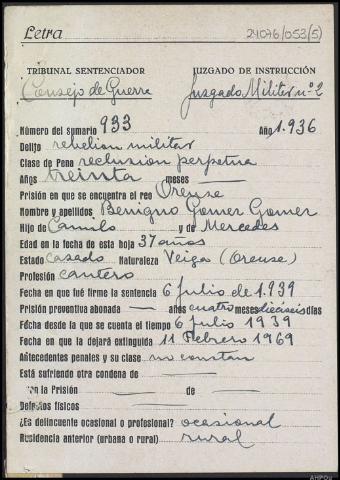 Letra 24076/053(5)
TRIBUNAL SENTENCIADOR JUZGADO DE INSTRUCCIÓN
Consejo de Guerra Juzgado Militar nº 2
Número del sumario 933 Año 1.936
Delito rebelion militar
Clase de Pena reclusion perpetua
Años treinta meses
Prisión en que se encuentra el reo Orense
Nombre y apellidos Benigno Gomez Gomez
Hijo de Camilo y de Mercedes
Edad en la fecha de esta hoja 37 años
Estado Casado Naturaleza Veiga (Orense)
Profesión cantero
Fecha en que fué firme la sentencia 6 Julio de 1.939
Prisión preventiva abonada — años cuatro meses dieciseis días
Fecha desde la que se cuenta el tiempo 6 Julio 1939
Fecha en que la dejará extinguida 11 Febrero 1969
Antecedentes penales y su clase no constan
Está sufriendo otra condena de —
en la Prisión — de —
Defectos físicos —
¿Es delincuente ocasional o profesional? ocasional
Residencia anterior (urbana o rural) rural
AHPOu